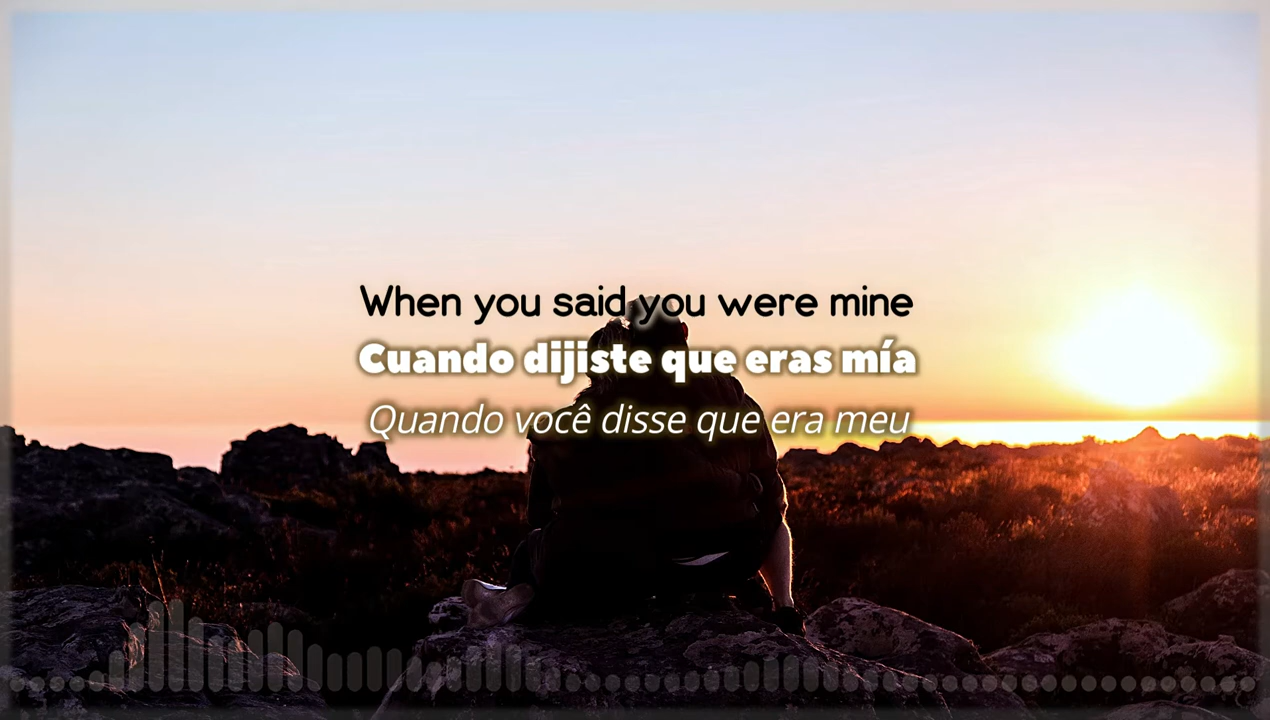 When you said you were mine
Cuando dijiste que eras mía
Quando você disse que era meu